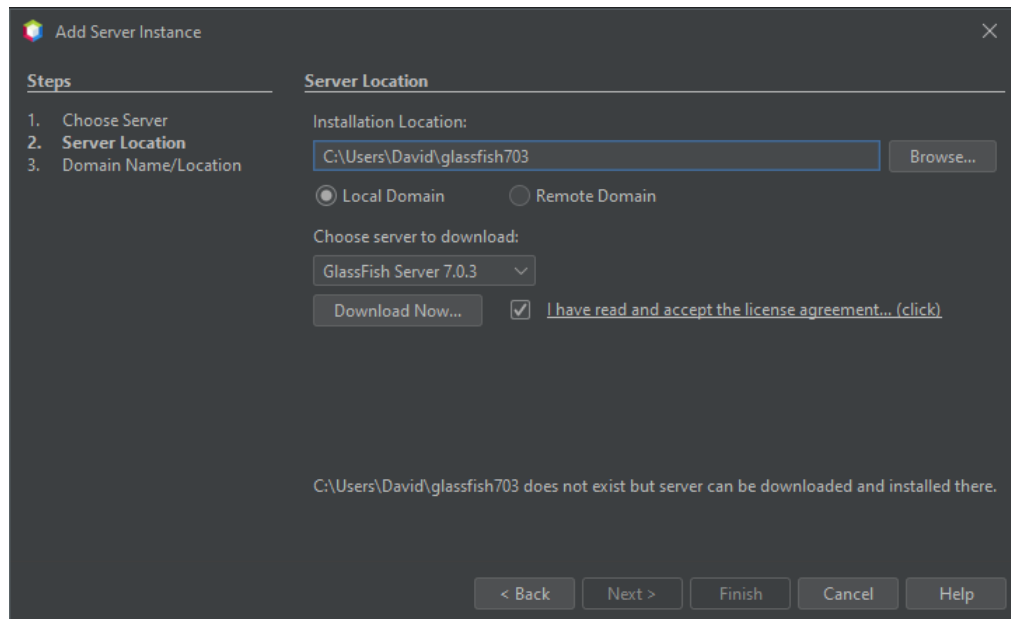 Add Server Instance
Steps
1. Choose Server
2. Server Location
3. Domain Name/Location
Server Location
Installation Location:
C:\Users\David\glassfish703
Browse...
Local Domain
Remote Domain
Choose server to download:
GlassFish Server 7.0.3
Download Now...
I have read and accept the license agreement... (click)
C:\Users\David\glassfish703 does not exist but server can be downloaded and installed there.
< Back
Next >
Finish
Cancel
Help